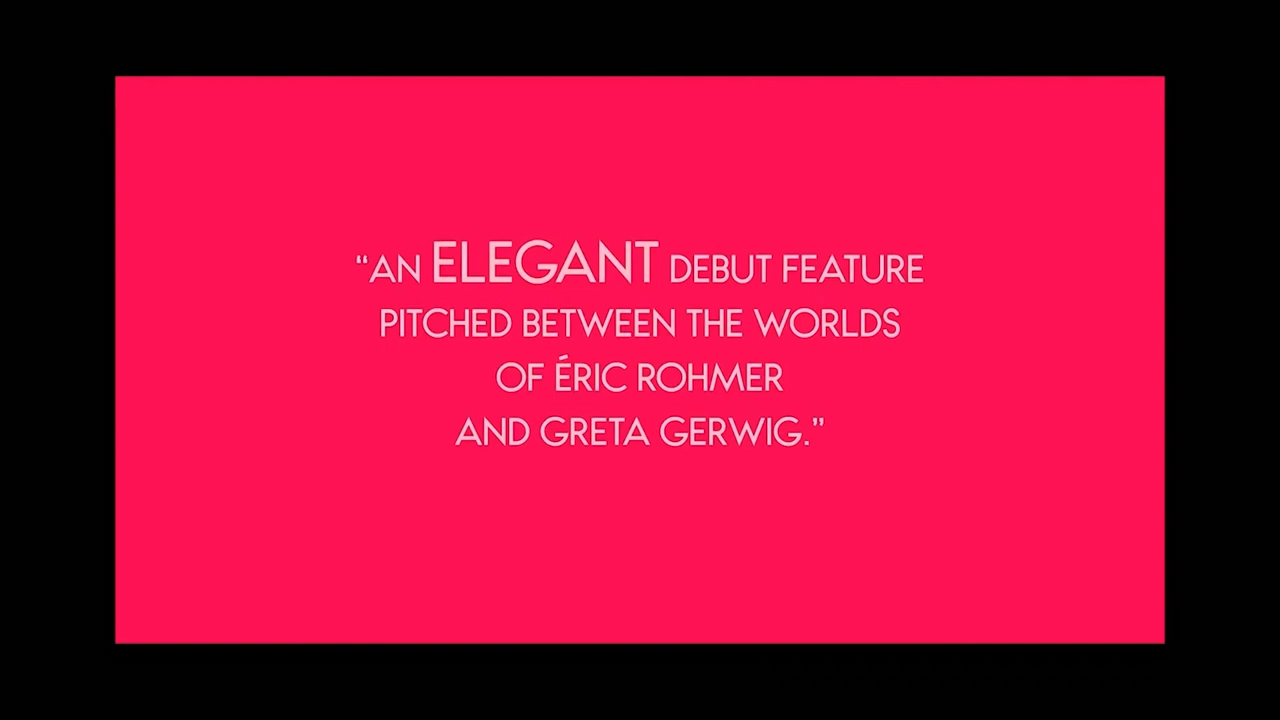 “AN ELEGANT DEBUT FEATURE
PITCHED BETWEEN THE WORLDS
OF ÉRIC ROHMER
AND GRETA GERWIG.”